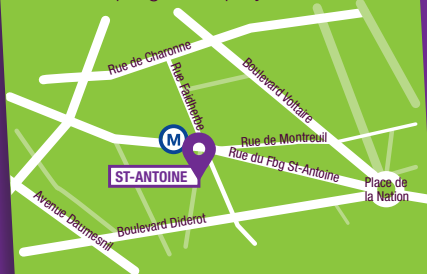 Rue de Charonne
Rue Faidherbe
Boulevard Voltaire
M
Rue de Montreuil
Rue du Fbg St-Antoine
ST-ANTOINE
Place de
la Nation
Avenue Daumesnil
Boulevard Diderot